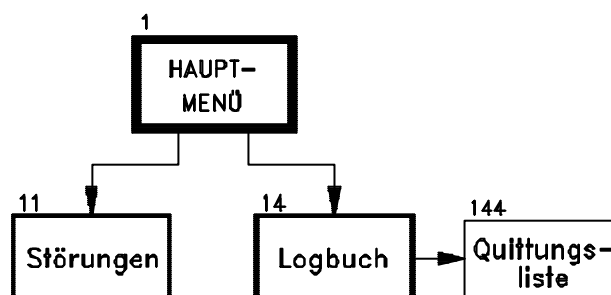 1
HAUPT-
MENÜ
11
Störungen
14
Logbuch
144
Quittungs-
liste